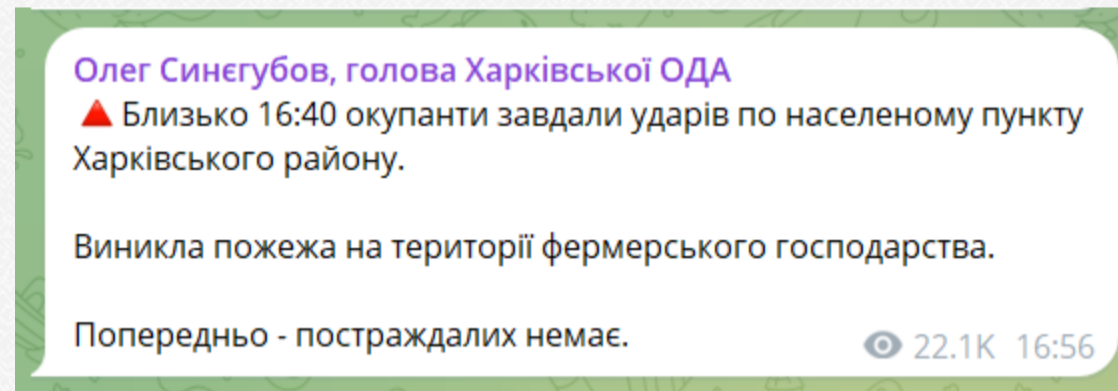 Олег Синєгубов, голова Харківської ОДА
🔺Близько 16:40 окупанти завдали ударів по населеному пункту
Харківського району.
Виникла пожежа на території фермерського господарства.
Попередньо - постраждалих немає.
22.1K 16:56